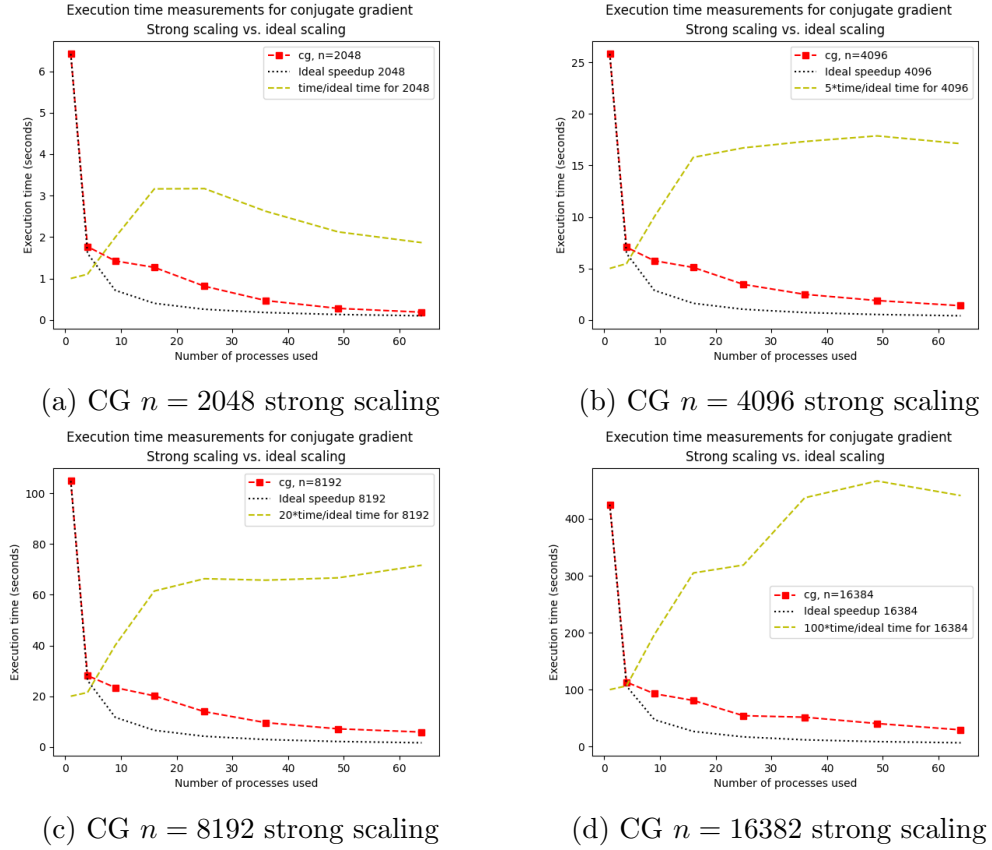 Execution time measurements for conjugate gradient
Strong scaling vs. ideal scaling
cg, n=2048
Ideal speedup 2048
time/ideal time for 2048
Execution time (seconds)
6
5
4
3
2
1
0
0 10 20 30 40 50 60
Number of processes used
(a) CG n = 2048 strong scaling
Execution time measurements for conjugate gradient
Strong scaling vs. ideal scaling
cg, n=4096
Ideal speedup 4096
5*time/ideal time for 4096
Execution time (seconds)
25
20
15
10
5
0
0 10 20 30 40 50 60
Number of processes used
(b) CG n = 4096 strong scaling
Execution time measurements for conjugate gradient
Strong scaling vs. ideal scaling
cg, n=8192
Ideal speedup 8192
20*time/ideal time for 8192
Execution time (seconds)
100
80
60
40
20
0
0 10 20 30 40 50 60
Number of processes used
(c) CG n = 8192 strong scaling
Execution time measurements for conjugate gradient
Strong scaling vs. ideal scaling
cg, n=16384
Ideal speedup 16384
100*time/ideal time for 16384
Execution time (seconds)
400
300
200
100
0
0 10 20 30 40 50 60
Number of processes used
(d) CG n = 16382 strong scaling